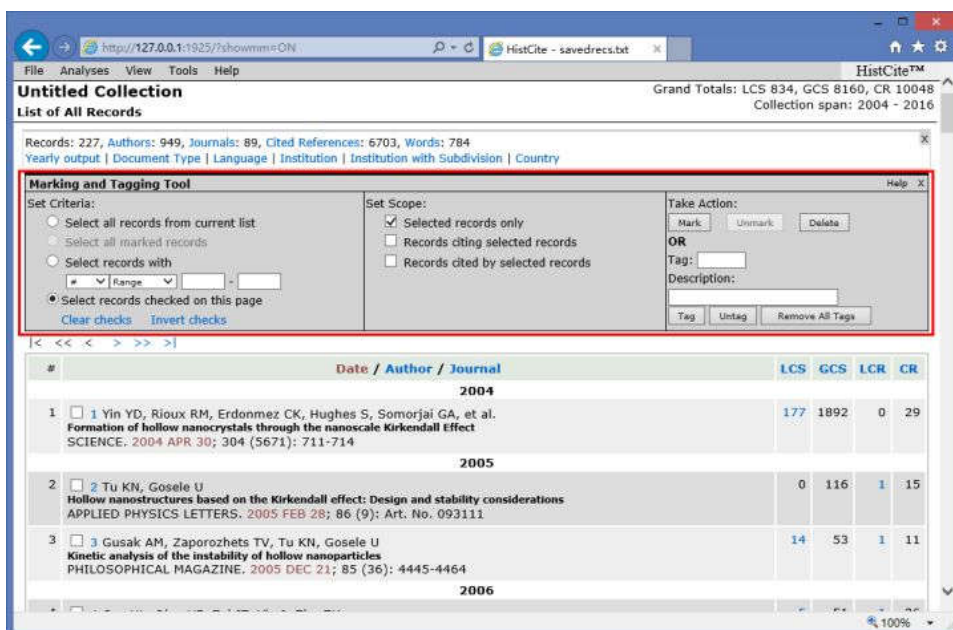 http://127.0.0.1:1925/?showmm=ON
HistCite - savedrecs.txt
File Analyses View Tools Help
HistCite™
Untitled Collection
Grand Totals: LCS 834, GCS 8160, CR 10048
List of All Records
Collection span: 2004 - 2016
Records: 227, Authors: 949, Journals: 89, Cited References: 6703, Words: 784
X
Yearly output | Document Type | Language | Institution | Institution with Subdivision | Country
Marking and Tagging Tool
Help X
Set Criteria:
Select all records from current list
Select all marked records
Select records with
# Range -
Select records checked on this page
Clear checks Invert checks
Set Scope:
Selected records only
Records citing selected records
Records cited by selected records
Take Action:
Mark Unmark Delete
OR
Tag:
Description:
Tag Untag Remove All Tags
|< << < > >> >|
# Date / Author / Journal LCS GCS LCR CR
2004
1 1 Yin YD, Rioux RM, Erdonmez CK, Hughes S, Somorjai GA, et al. 177 1892 0 29
Formation of hollow nanocrystals through the nanoscale Kirkendall Effect
SCIENCE. 2004 APR 30; 304 (5671): 711-714
2005
2 2 Tu KN, Gosele U 0 116 1 15
Hollow nanostructures based on the Kirkendall effect: Design and stability considerations
APPLIED PHYSICS LETTERS. 2005 FEB 28; 86 (9): Art. No. 093111
3 3 Gusak AM, Zaporozhets TV, Tu KN, Gosele U 14 53 1 11
Kinetic analysis of the instability of hollow nanoparticles
PHILOSOPHICAL MAGAZINE. 2005 DEC 21; 85 (36): 4445-4464
2006
100%